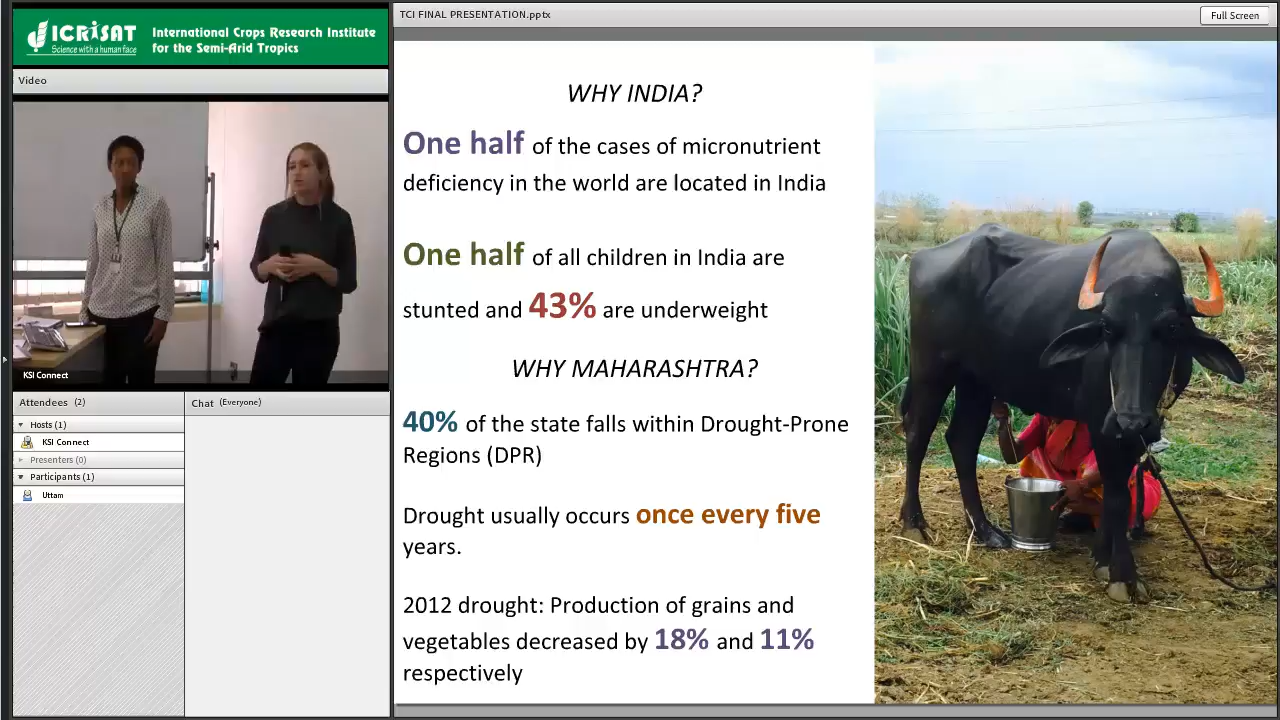 ICRISAT
Science with a human face
International Crops Research Institute
for the Semi-Arid Tropics
Video
KSI Connect
Attendees (2)
Hosts (1)
KSI Connect
Presenters (0)
Participants (1)
Uttam
Chat (Everyone)
TCI FINAL PRESENTATION.pptx
Full Screen
WHY INDIA?
One half of the cases of micronutrient
deficiency in the world are located in India
One half of all children in India are
stunted and 43% are underweight
WHY MAHARASHTRA?
40% of the state falls within Drought-Prone
Regions (DPR)
Drought usually occurs once every five
years.
2012 drought: Production of grains and
vegetables decreased by 18% and 11%
respectively